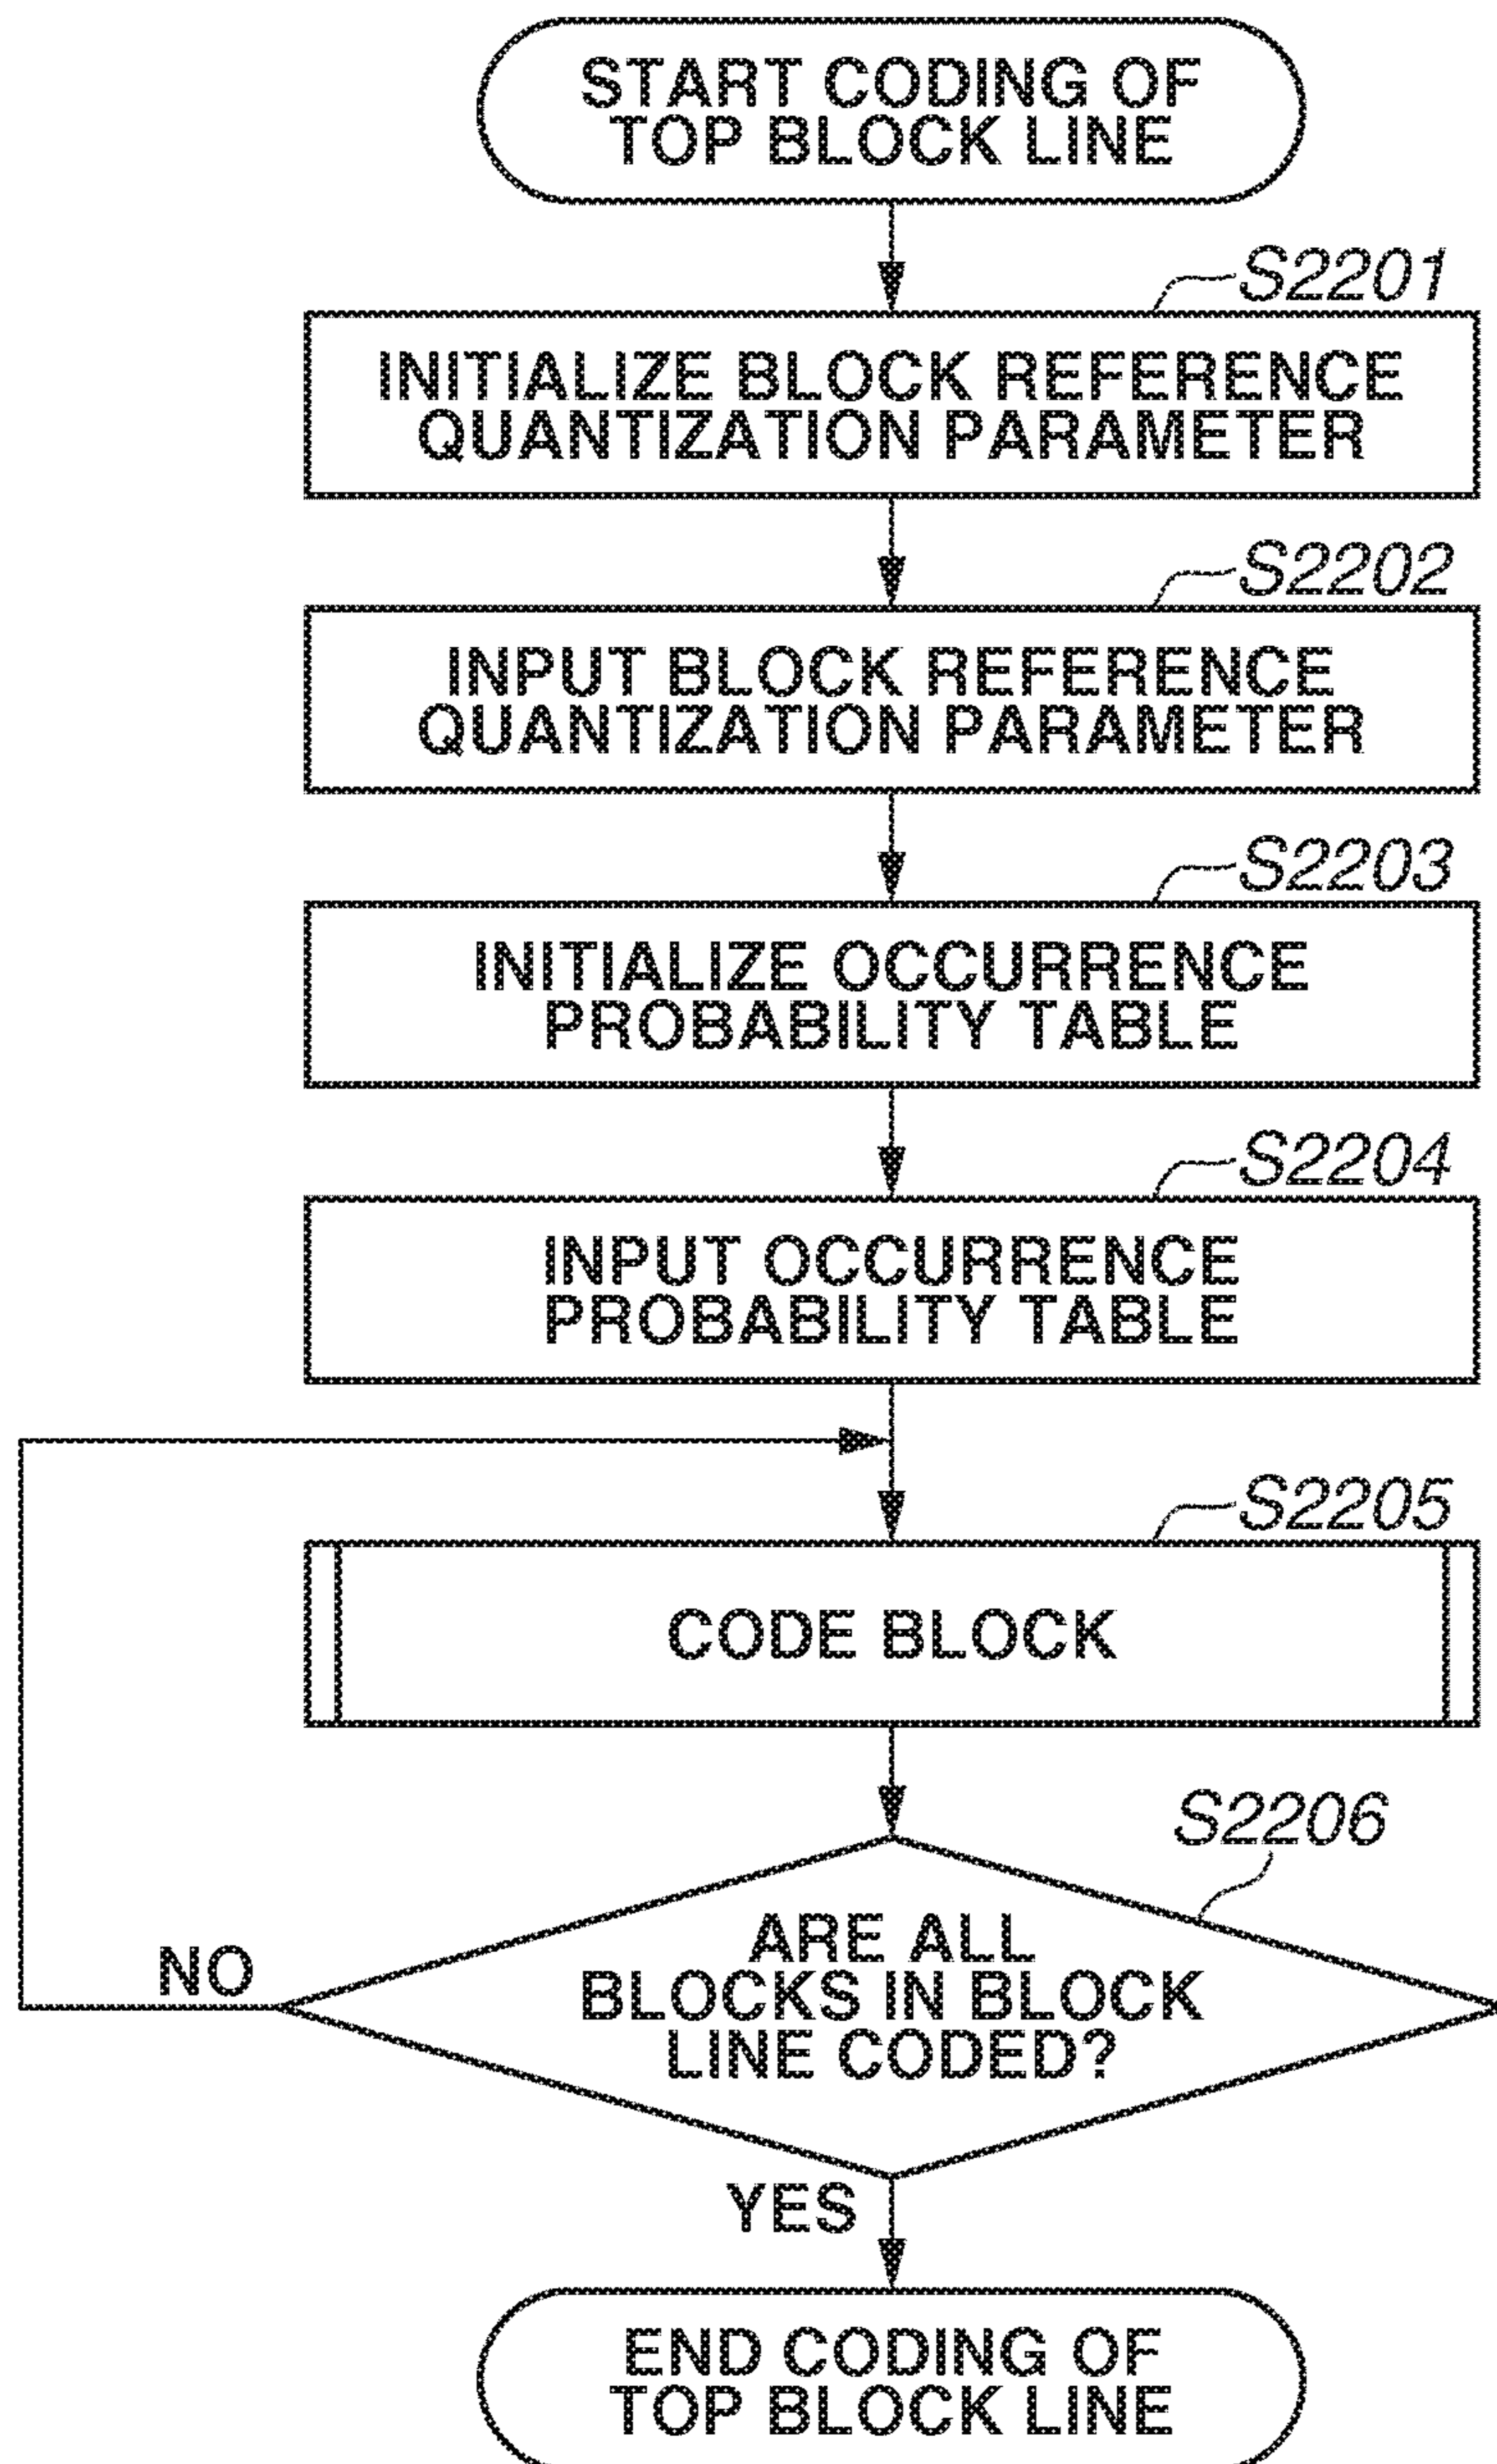 START CODING OF
TOP BLOCK LINE
S2201
INITIALIZE BLOCK REFERENCE
QUANTIZATION PARAMETER
S2202
INPUT BLOCK REFERENCE
QUANTIZATION PARAMETER
S2203
INITIALIZE OCCURRENCE
PROBABILITY TABLE
S2204
INPUT OCCURRENCE
PROBABILITY TABLE
S2205
CODE BLOCK
S2206
ARE ALL
BLOCKS IN BLOCK
LINE CODED?
NO
YES
END CODING OF
TOP BLOCK LINE